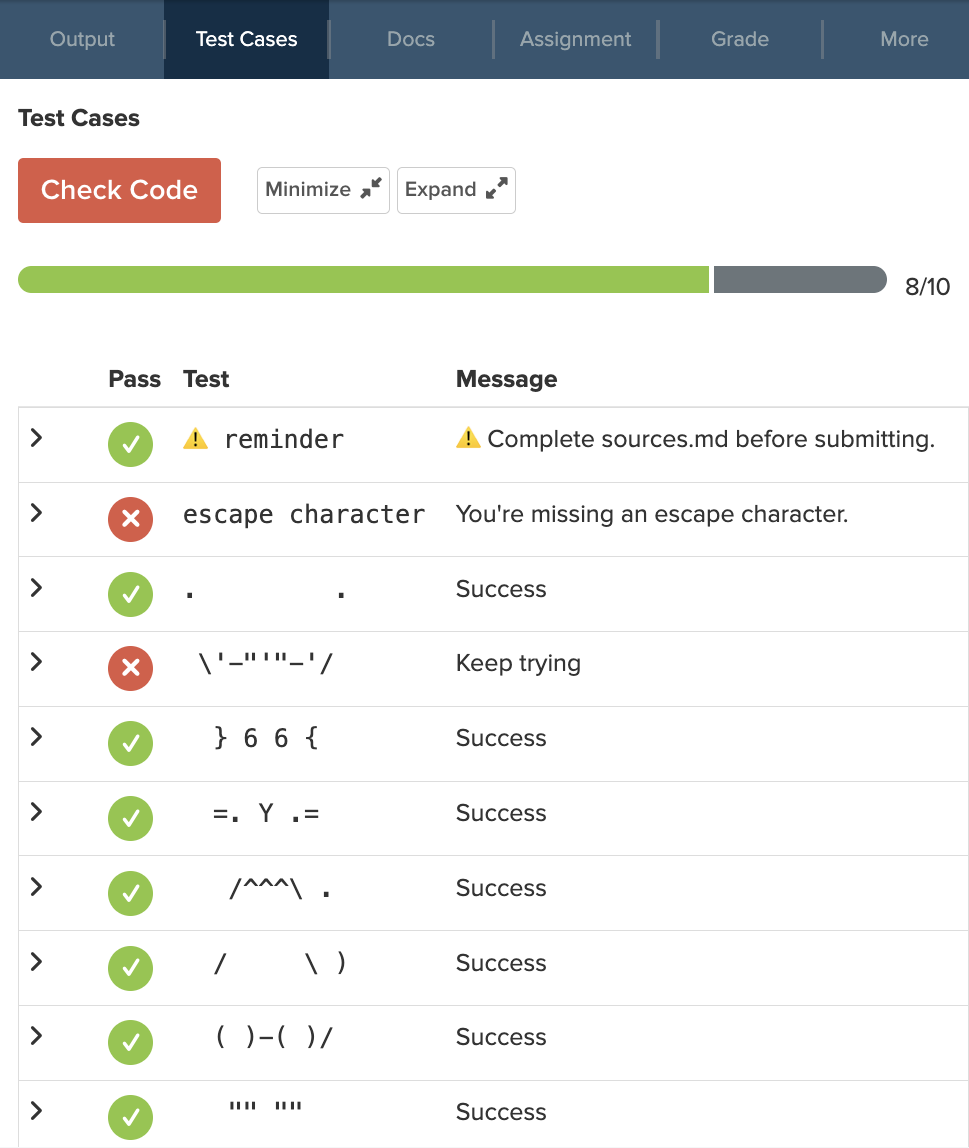 Output Test Cases Docs Assignment Grade More
Test Cases
Check Code Minimize Expand
8/10
Pass Test Message
⚠️ reminder ⚠️ Complete sources.md before submitting.
escape character You're missing an escape character.
.         . Success
\'-"'"-'/ Keep trying
} 6 6 { Success
=. Y .= Success
/^^^\ . Success
/     \ ) Success
( )-( )/ Success
"" "" Success